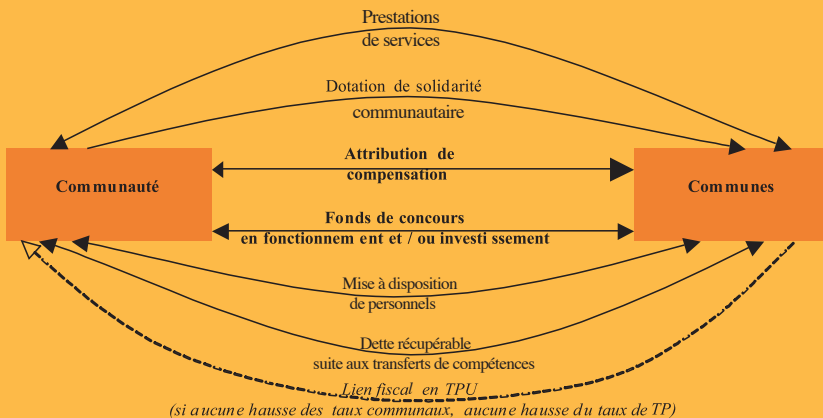 Prestations
de services
Dotation de solidarité
communautaire
Attribution de
compensation
Communauté
Communes
Fonds de concours
en fonctionnem ent et / ou investi ssement
Mise à disposition
de personnels
Dette récupérable
suite aux transferts de compétences
Lien fiscal en TPU
(si aucune hausse des taux communaux, aucune hausse du taux de TP)